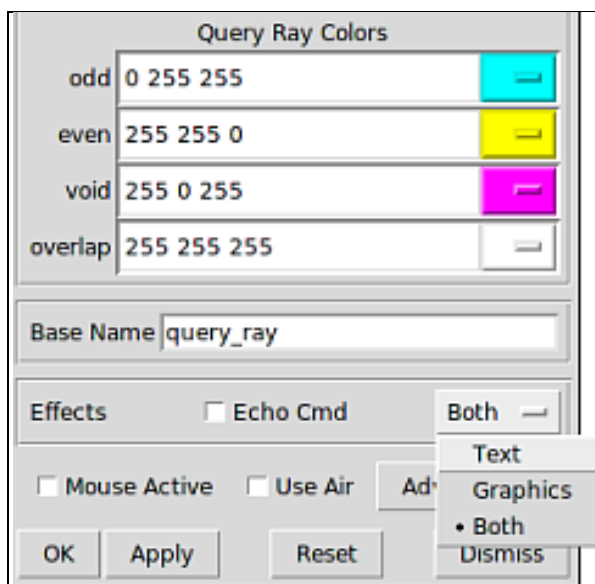 Query Ray Colors
odd 0 255 255
even 255 255 0
void 255 0 255
overlap 255 255 255
Base Name query_ray
Effects Echo Cmd Both
Text
Mouse Active Use Air Adv
Graphics
• Both
OK Apply Reset Dismiss